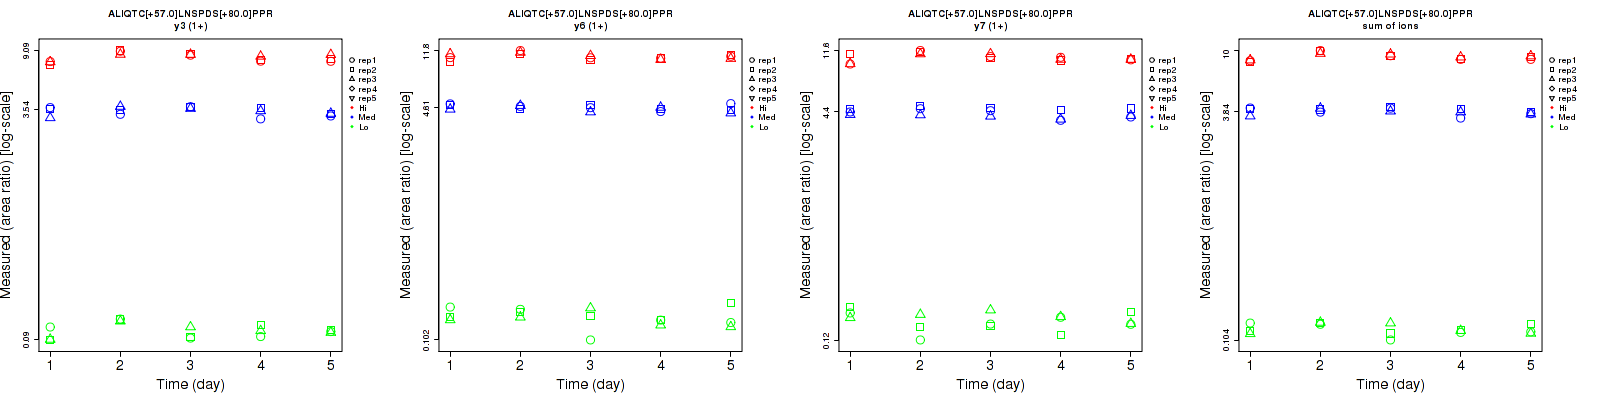 ALIQTC[+57.0]LNSPDS[+80.0]PPR
y3 (1+)
Measured (area ratio) [log-scale]
9.09
3.54
0.09
1 2 3 4 5
Time (day)
rep1
rep2
rep3
rep4
rep5
Hi
Med
Lo
ALIQTC[+57.0]LNSPDS[+80.0]PPR
y6 (1+)
Measured (area ratio) [log-scale]
11.8
4.61
0.102
1 2 3 4 5
Time (day)
rep1
rep2
rep3
rep4
rep5
Hi
Med
Lo
ALIQTC[+57.0]LNSPDS[+80.0]PPR
y7 (1+)
Measured (area ratio) [log-scale]
11.6
4.4
0.12
1 2 3 4 5
Time (day)
rep1
rep2
rep3
rep4
rep5
Hi
Med
Lo
ALIQTC[+57.0]LNSPDS[+80.0]PPR
sum of ions
Measured (area ratio) [log-scale]
10
3.84
0.104
1 2 3 4 5
Time (day)
rep1
rep2
rep3
rep4
rep5
Hi
Med
Lo